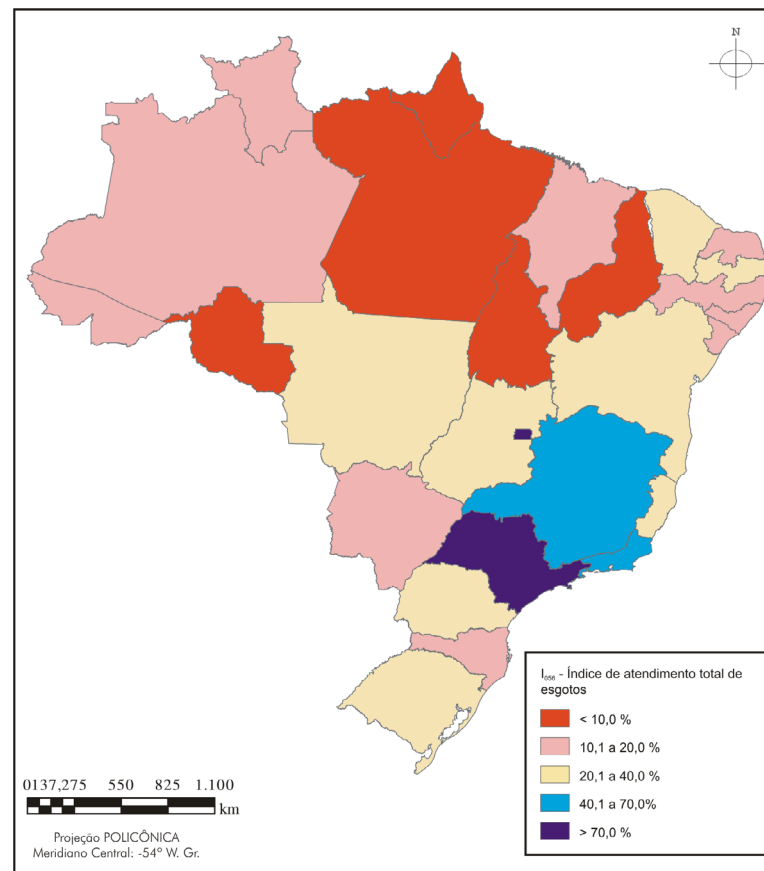 N
I₀₅₆ - Índice de atendimento total de
esgotos
< 10,0 %
10,1 a 20,0 %
20,1 a 40,0 %
40,1 a 70,0%
> 70,0 %
0137,275 550 825 1.100
km
Projeção POLICÔNICA
Meridiano Central: -54º W. Gr.